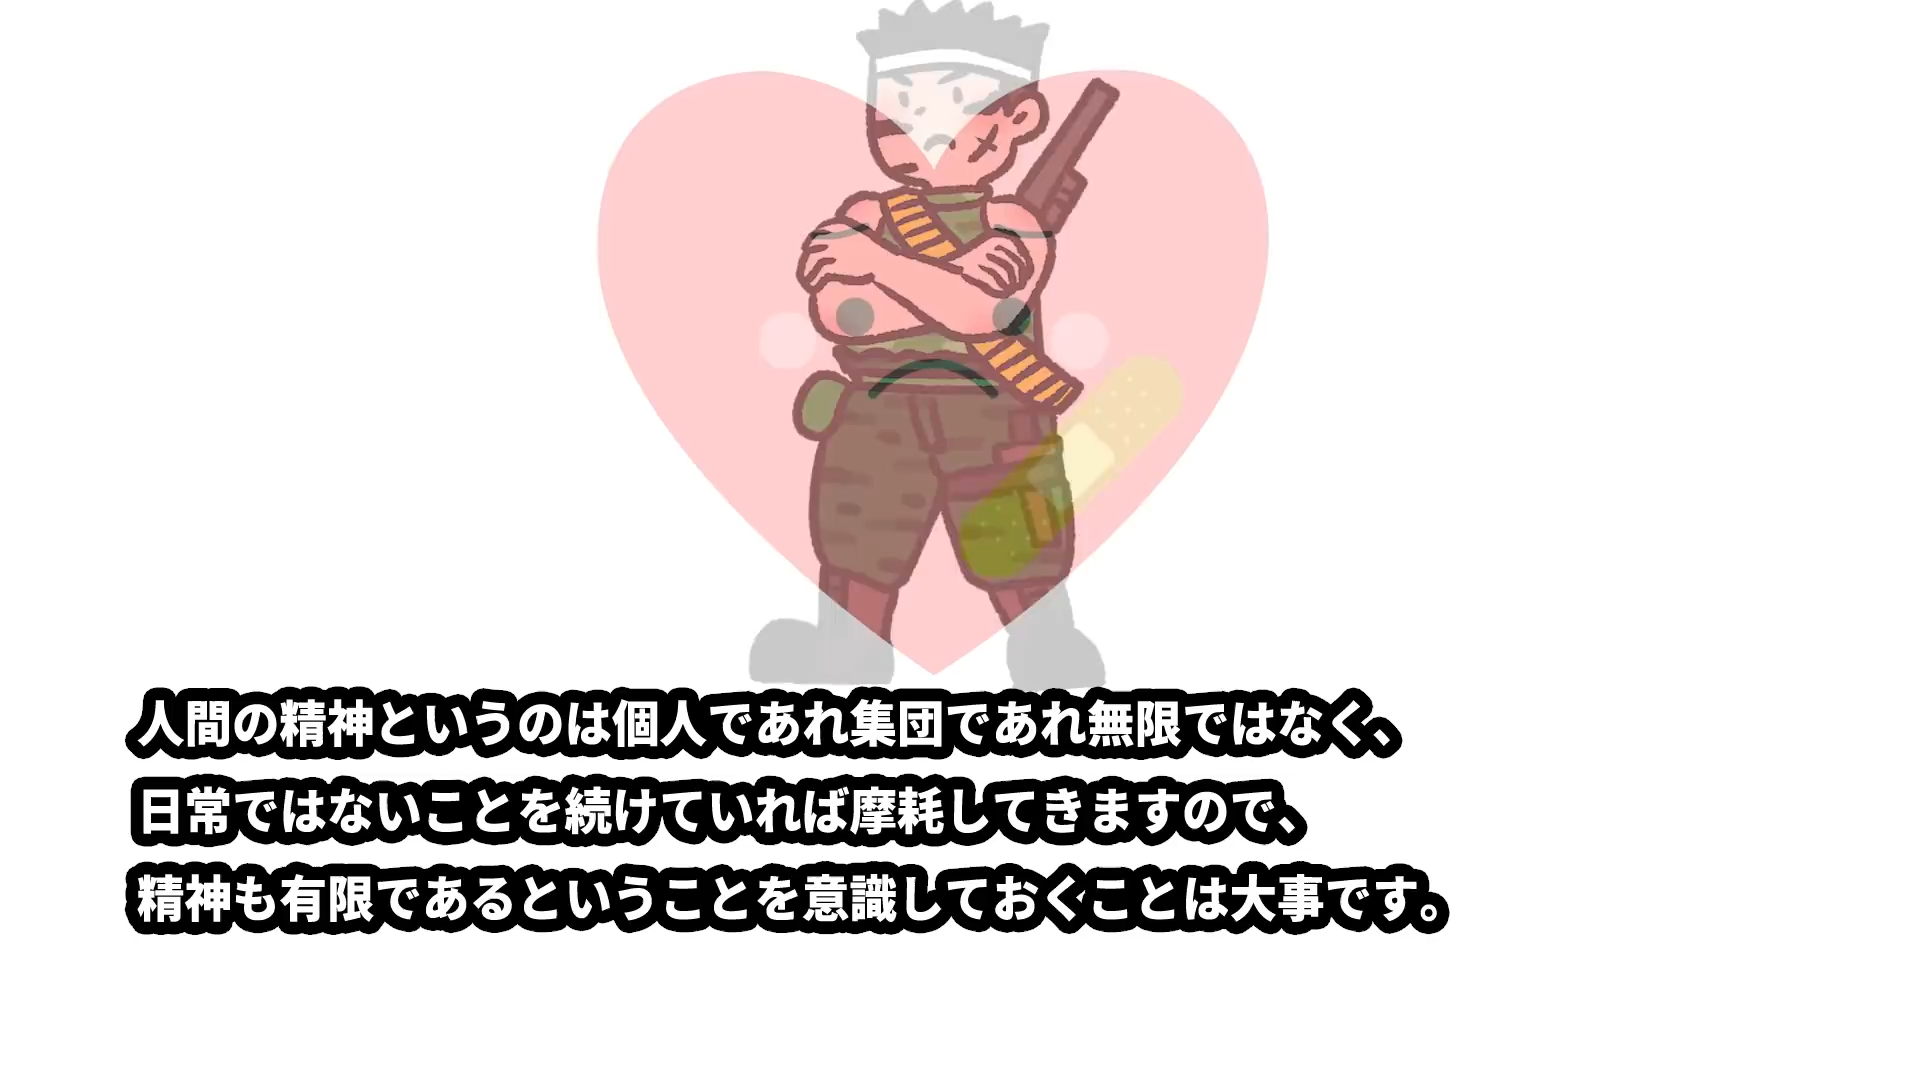 人間の精神というのは個人であれ集団であれ無限ではなく、
日常ではないことを続けていれば摩耗してきますので、
精神も有限であるということを意識しておくことは大事です。